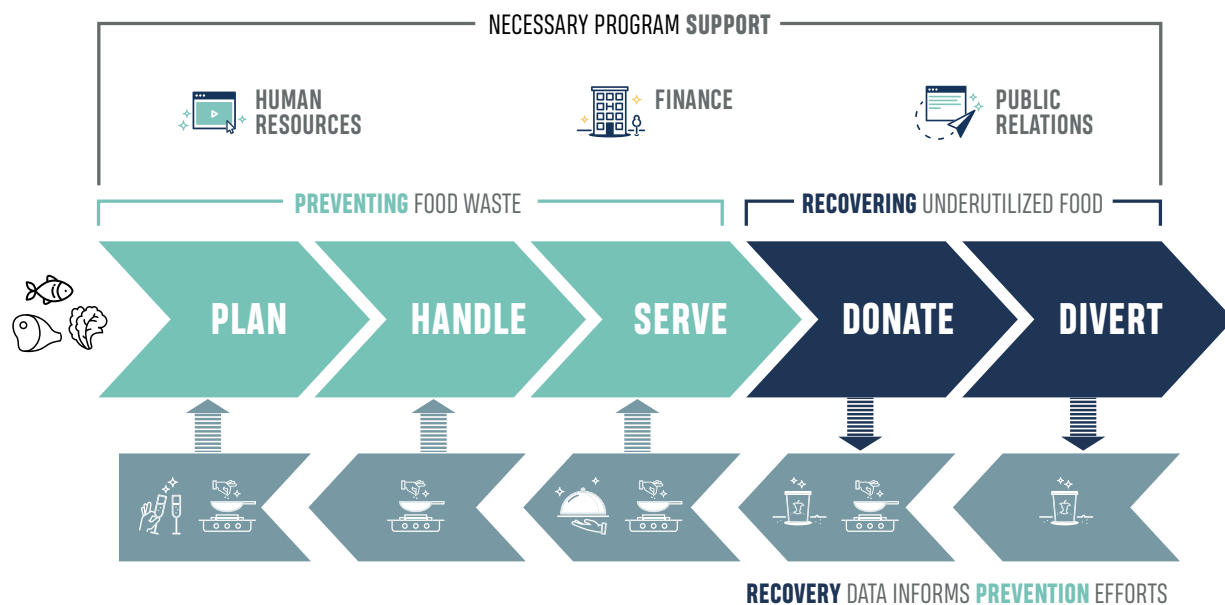 NECESSARY PROGRAM SUPPORT
HUMAN
RESOURCES
FINANCE
PUBLIC
RELATIONS
PREVENTING FOOD WASTE
RECOVERING UNDERUTILIZED FOOD
PLAN
HANDLE
SERVE
DONATE
DIVERT
RECOVERY DATA INFORMS PREVENTION EFFORTS